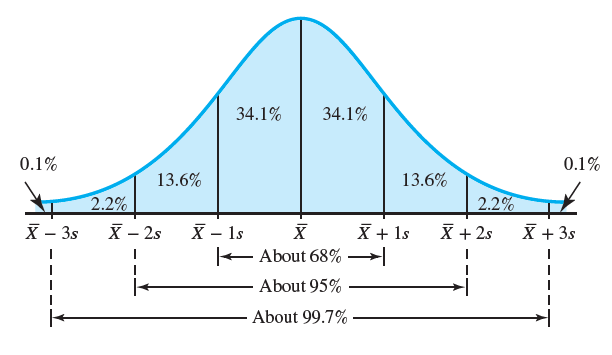 34.1% 34.1%
0.1% 0.1%
13.6% 13.6%
2.2% 2.2%
X̄ – 3s X̄ – 2s X̄ – 1s X̄ X̄ + 1s X̄ + 2s X̄ + 3s
About 68%
About 95%
About 99.7%